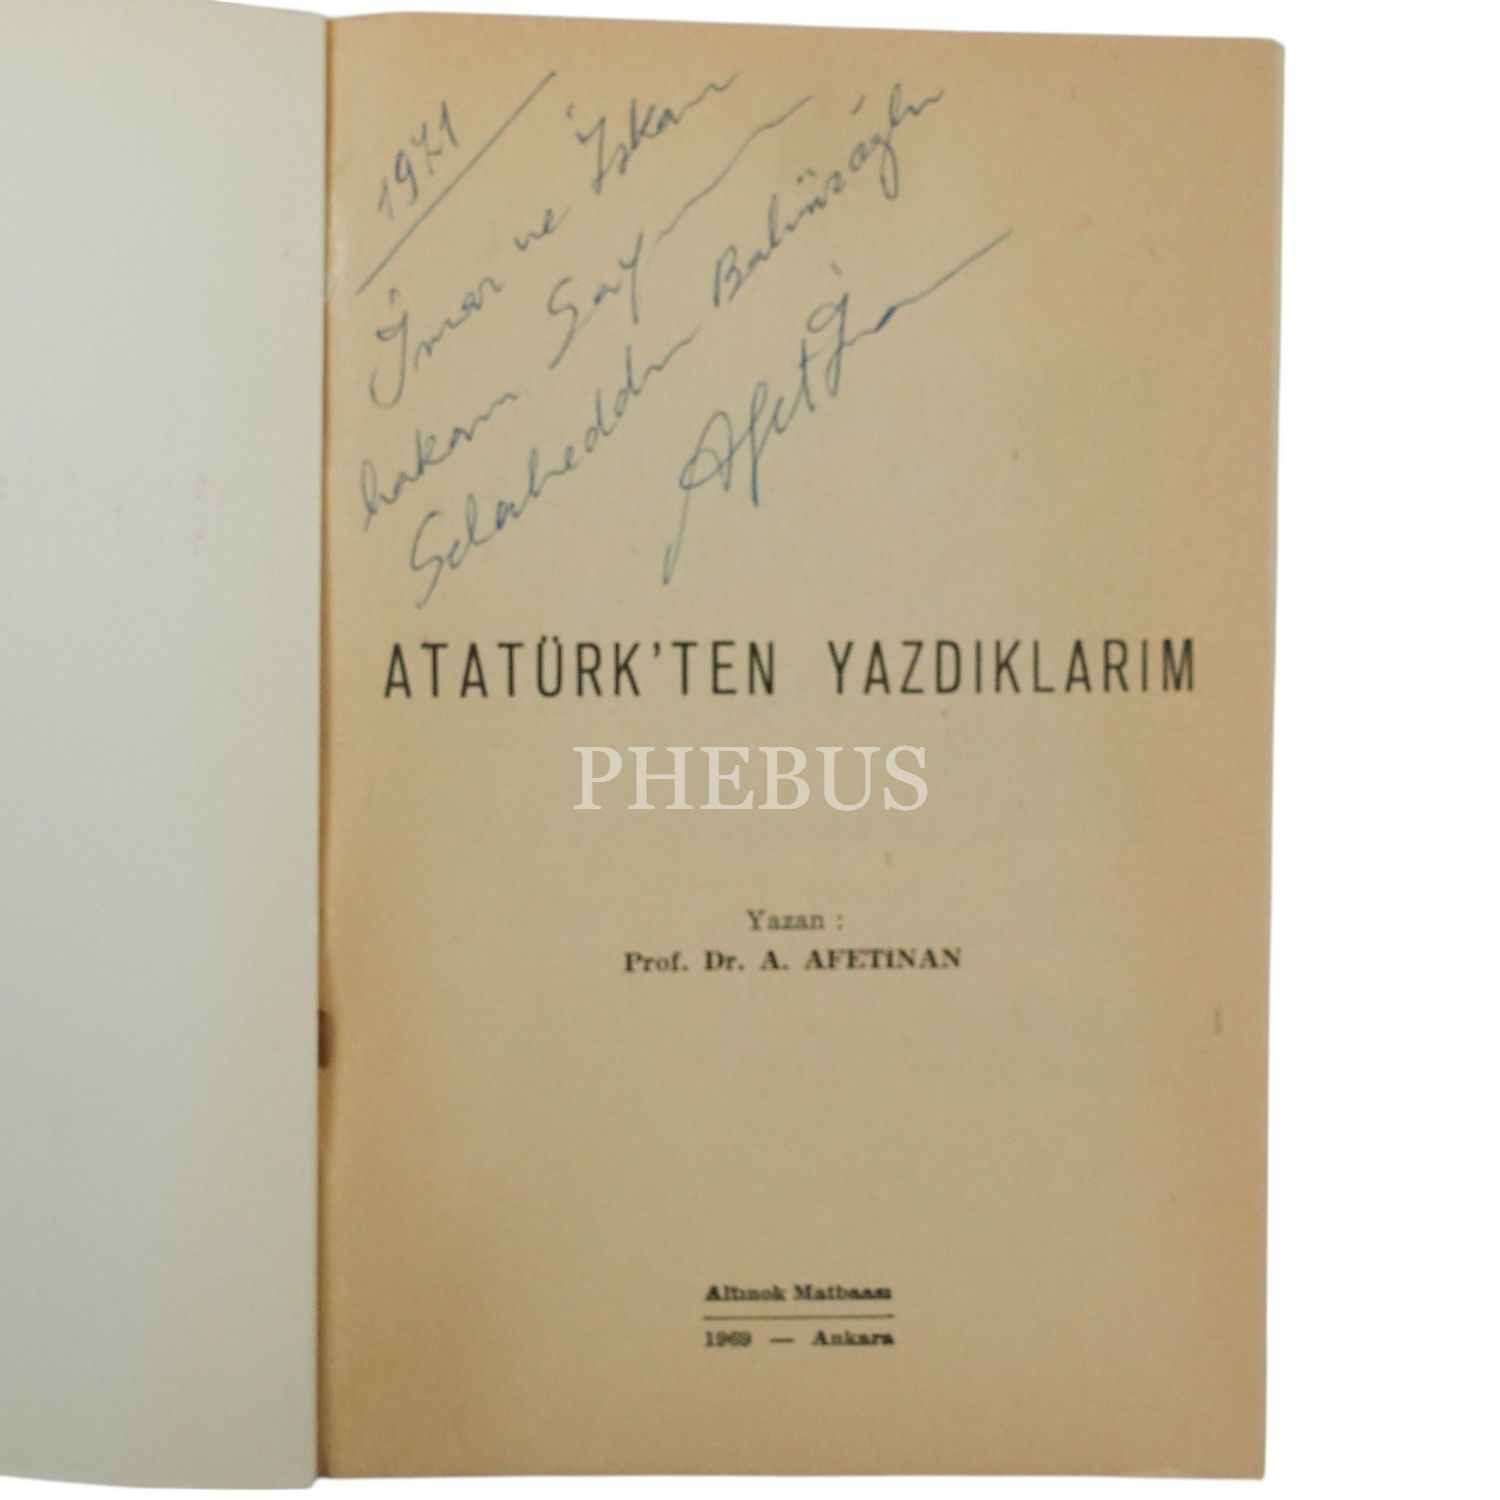 1971
İmar ve İskan
bakanı Sayın
Selaheddin Babüroğlu
Afetinan
ATATÜRK'TEN YAZDIKLARIM
PHEBUS
Yazan :
Prof. Dr. A. AFETİNAN
Altınok Matbaası
1969 — Ankara